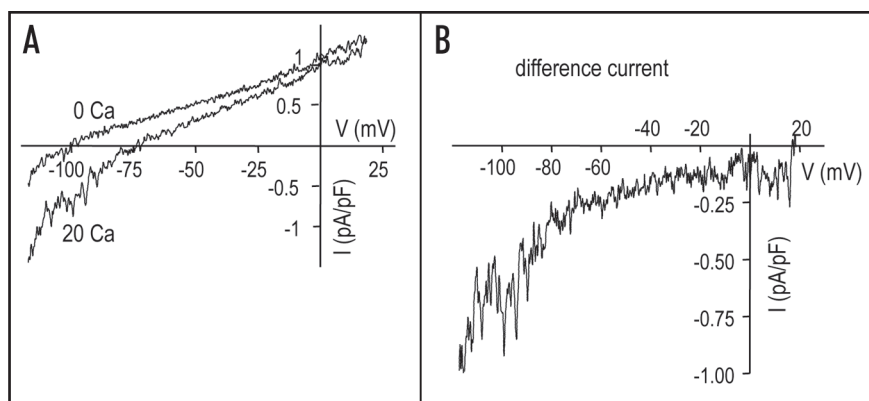 A
1
0.5
0 Ca
V (mV)
-100 -75 -50 -25 25
-0.5
20 Ca
-1
I (pA/pF)
B
difference current
-40 -20 20
-100 -80 -60 0 V (mV)
-0.25
-0.50
-0.75
-1.00
I (pA/pF)